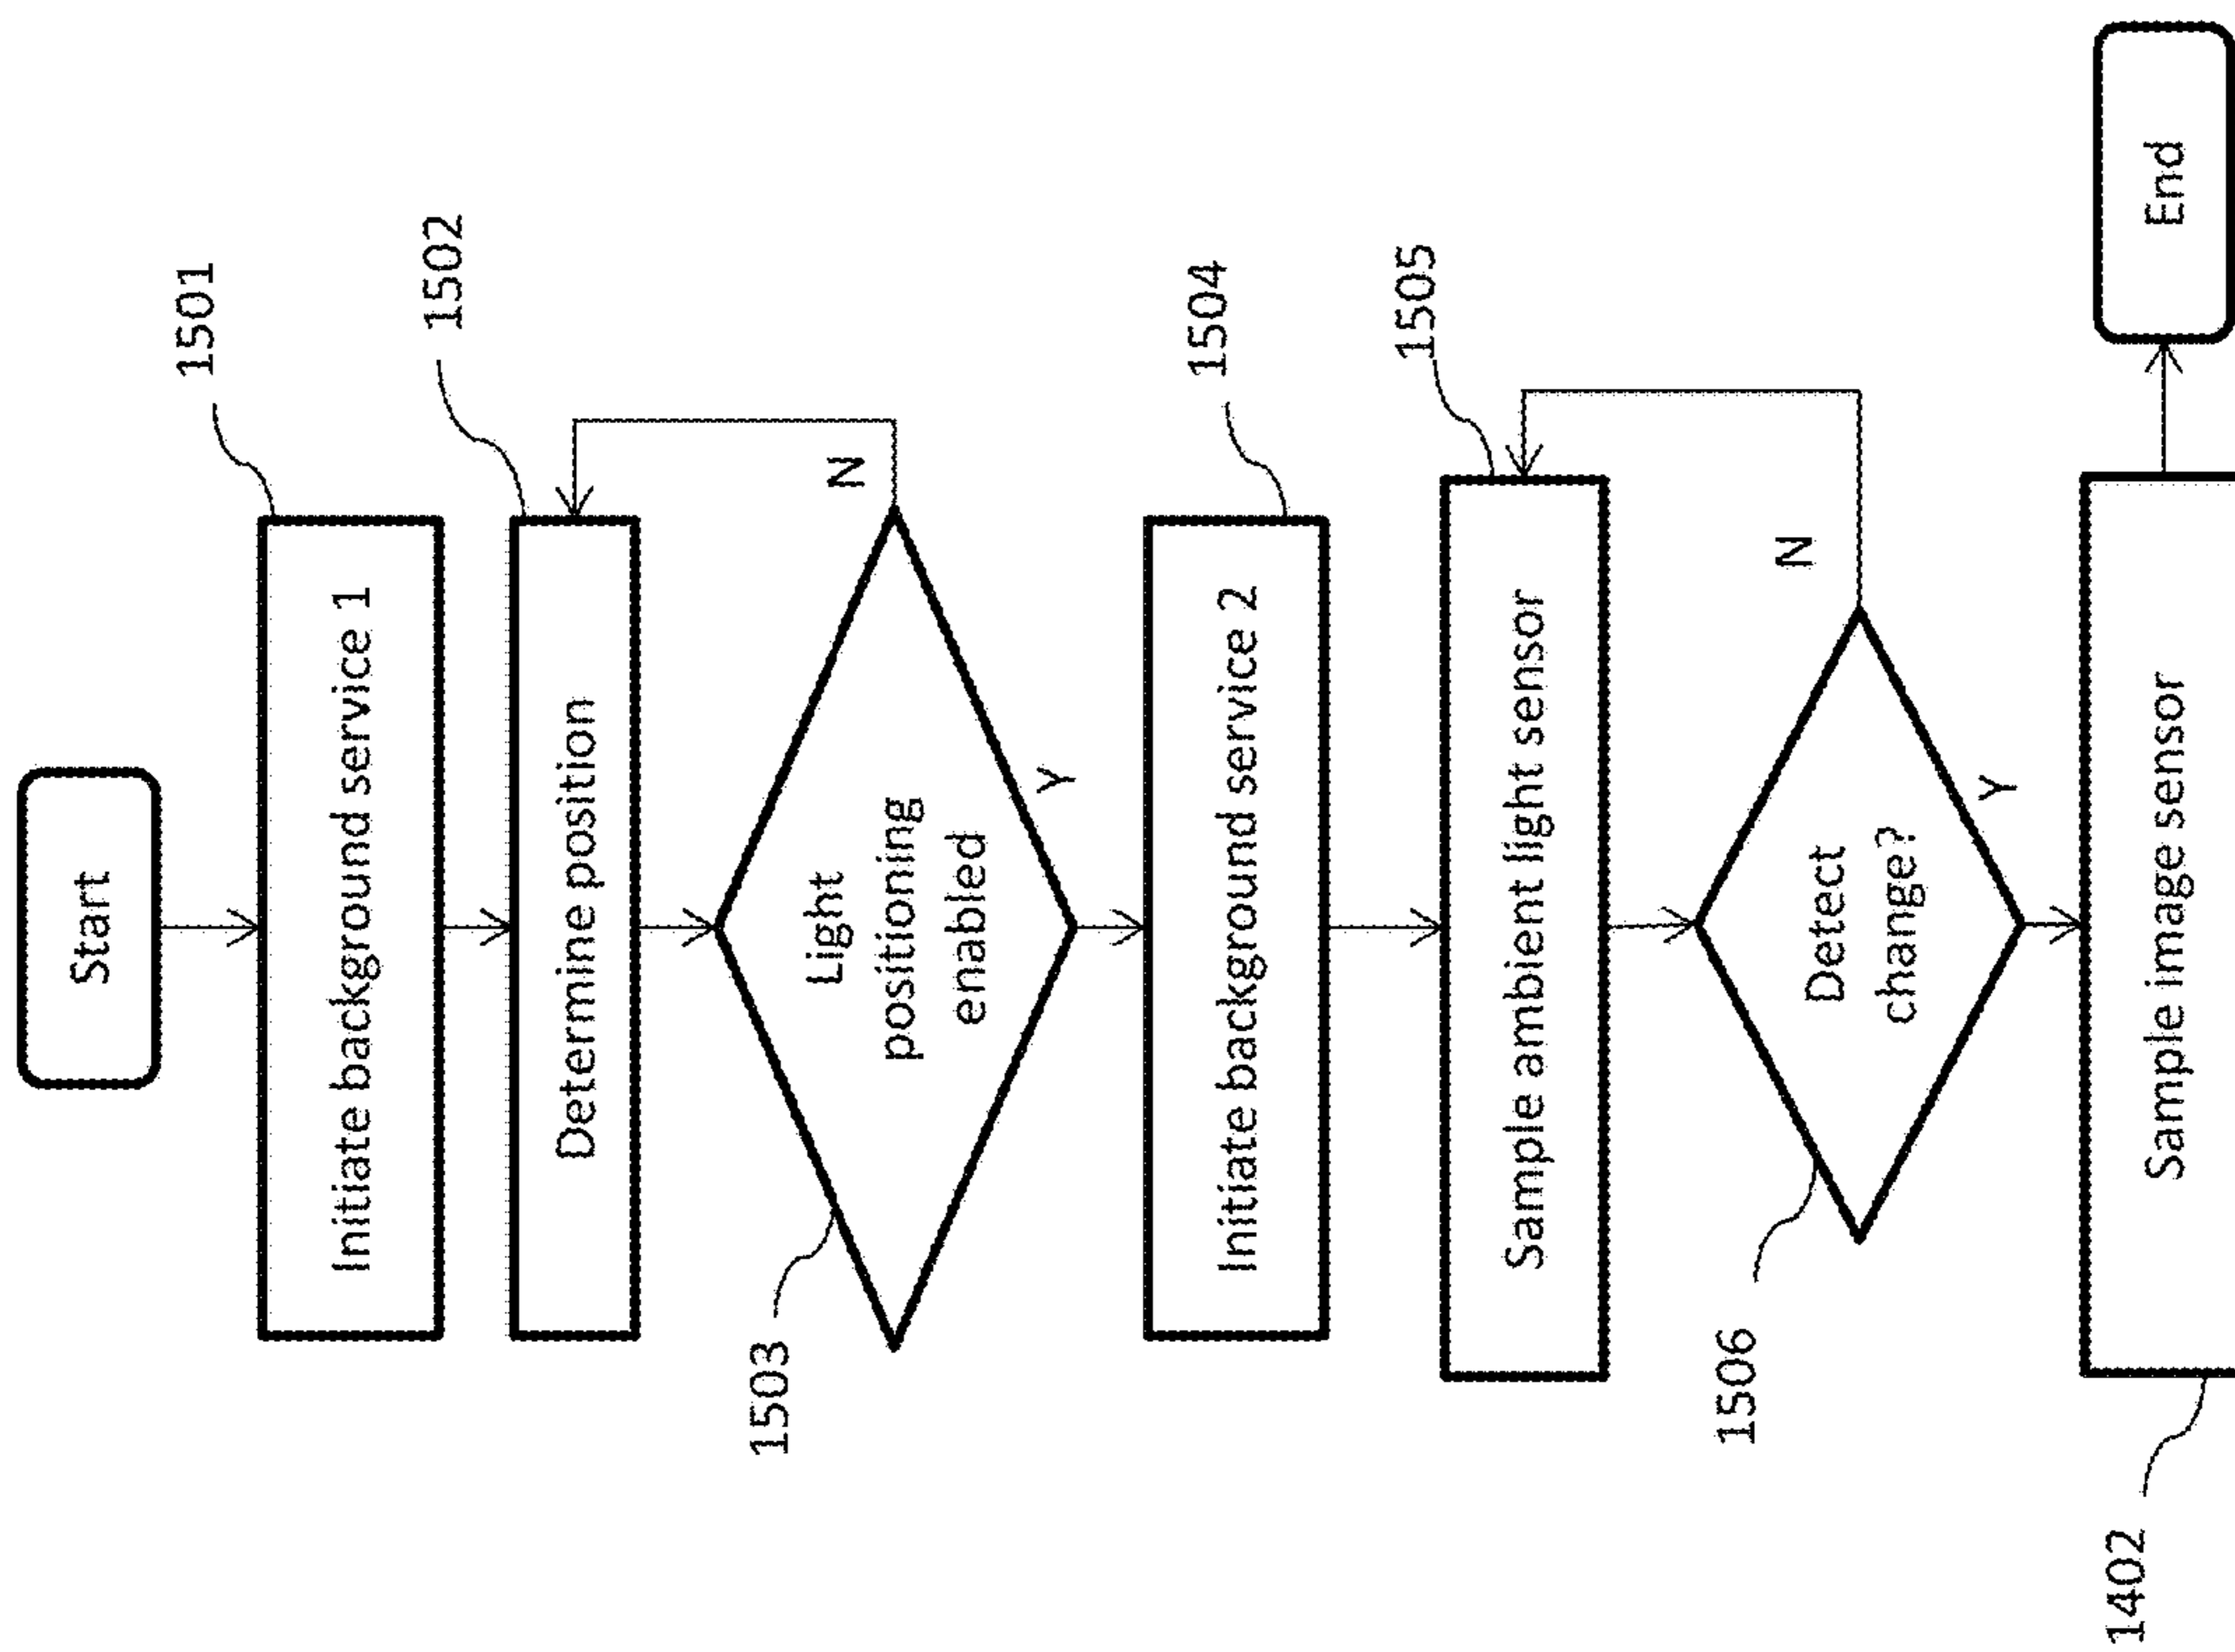 Start
1501
Initiate background service 1
1502
Determine position
1503
Light
positioning
enabled
N
Y
1504
Initiate background service 2
1505
Sample ambient light sensor
1506
Detect
change?
N
Y
1402
Sample image sensor
End